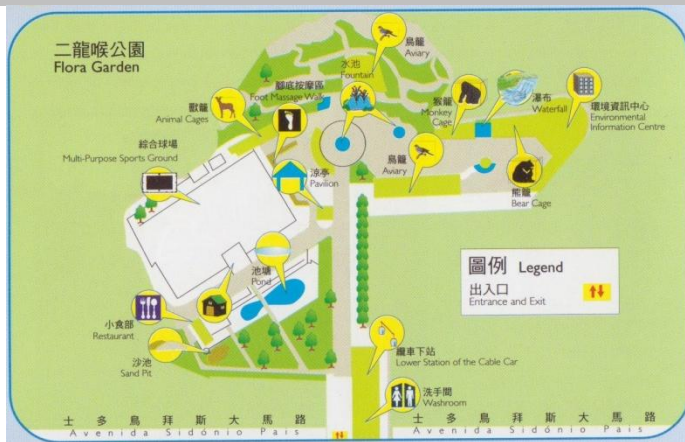 二龍喉公園
Flora Garden
鳥籠
Aviary
水池
Fountain
腳底按摩區
Foot Massage Walk
獸籠
Animal Cages
猴籠
Monkey
Cage
瀑布
Waterfall
環境資訊中心
Environmental
Information Centre
綜合球場
Multi-Purpose Sports Ground
涼亭
Pavilion
鳥籠
Aviary
熊籠
Bear Cage
圖例 Legend
出入口
Entrance and Exit
池塘
Pond
小食部
Restaurant
沙池
Sand Pit
纜車下站
Lower Station of the Cable Car
洗手間
Washroom
士多鳥拜斯大馬路
Avenida Sidónio Pais
士多鳥拜斯大馬路
Avenida Sidónio Pais